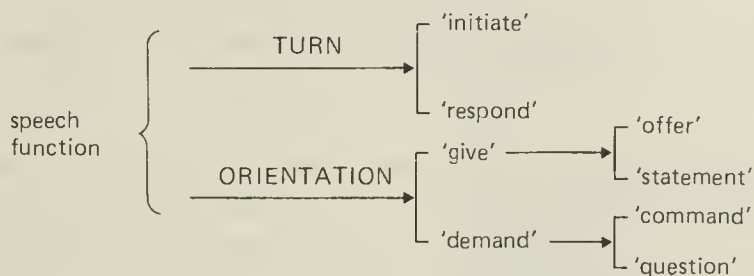 'initiate'
TURN
'respond'
speech
function
'offer'
'give'
'statement'
ORIENTATION
'command'
'demand'
'question'